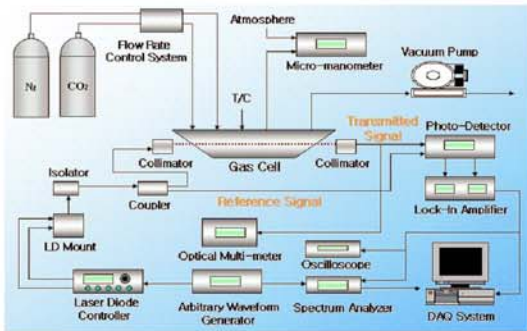 Atmosphere
Flow Rate
Control System
Micro-manometer
Vacuum Pump
N₂
CO₂
T/C
Transmitted
Signal
Photo-Detector
Collimator
Gas Cell
Collimator
Isolator
Coupler
Reference Signal
Lock-In Amplifier
LD Mount
Optical Multi-meter
Oscilloscope
Laser Diode
Controller
Arbitrary Waveform
Generator
Spectrum Analyzer
DAQ System